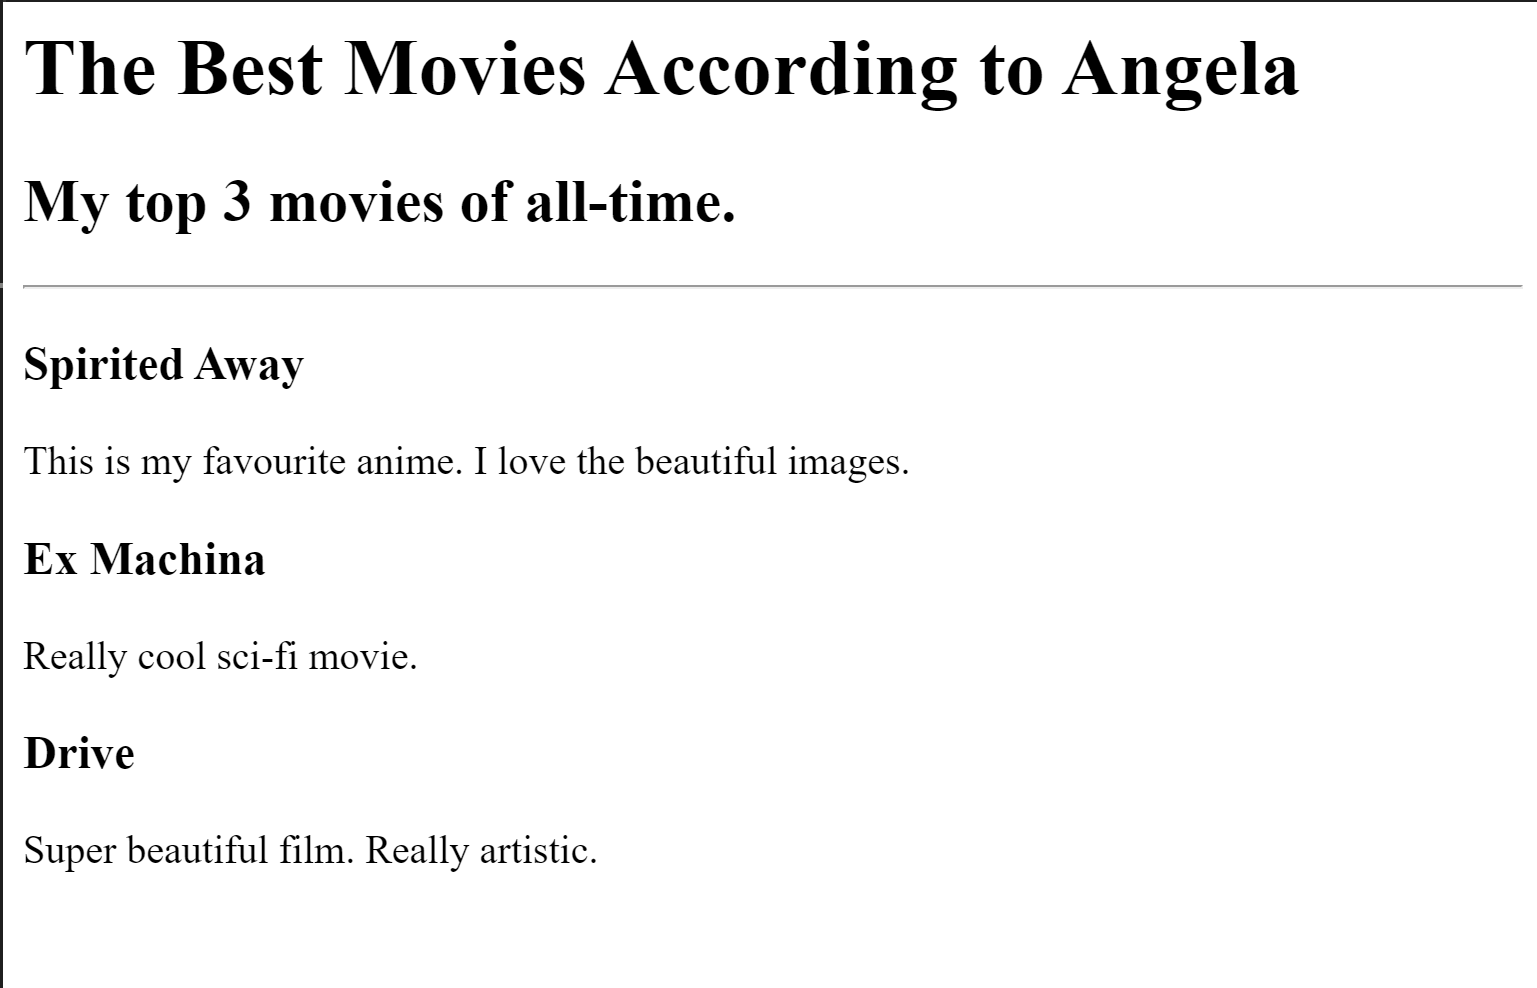 The Best Movies According to Angela
My top 3 movies of all-time.
Spirited Away
This is my favourite anime. I love the beautiful images.
Ex Machina
Really cool sci-fi movie.
Drive
Super beautiful film. Really artistic.